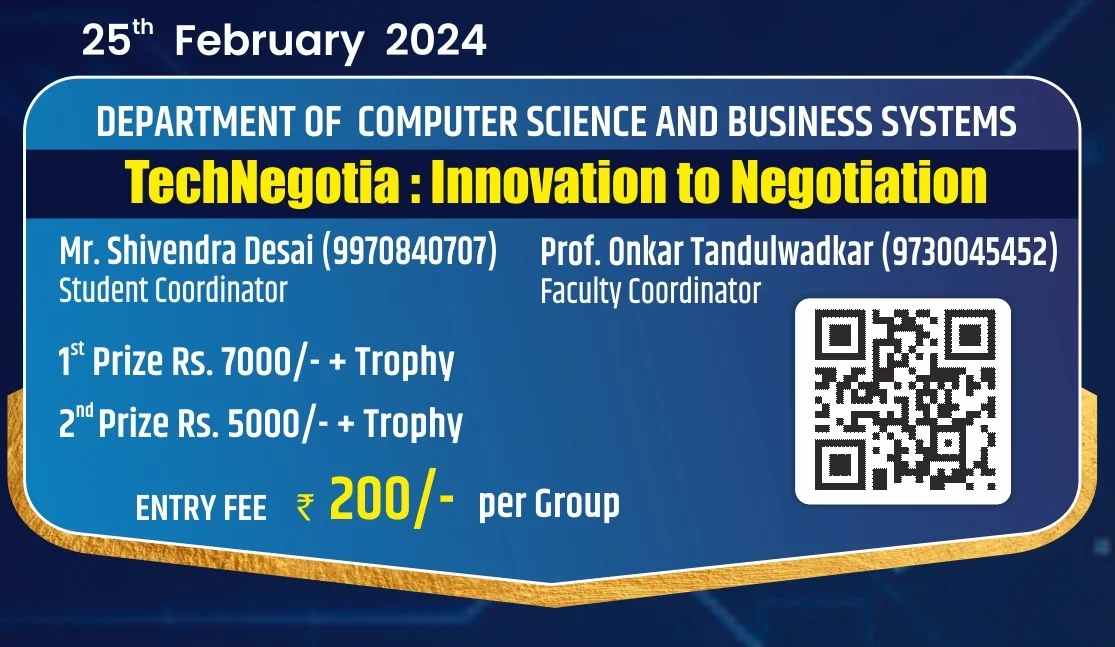 25th February 2024
DEPARTMENT OF COMPUTER SCIENCE AND BUSINESS SYSTEMS
TechNegotia : Innovation to Negotiation
Mr. Shivendra Desai (9970840707) Prof. Onkar Tandulwadkar (9730045452)
Student Coordinator Faculty Coordinator
1st Prize Rs. 7000/- + Trophy
2nd Prize Rs. 5000/- + Trophy
ENTRY FEE ₹ 200/- per Group